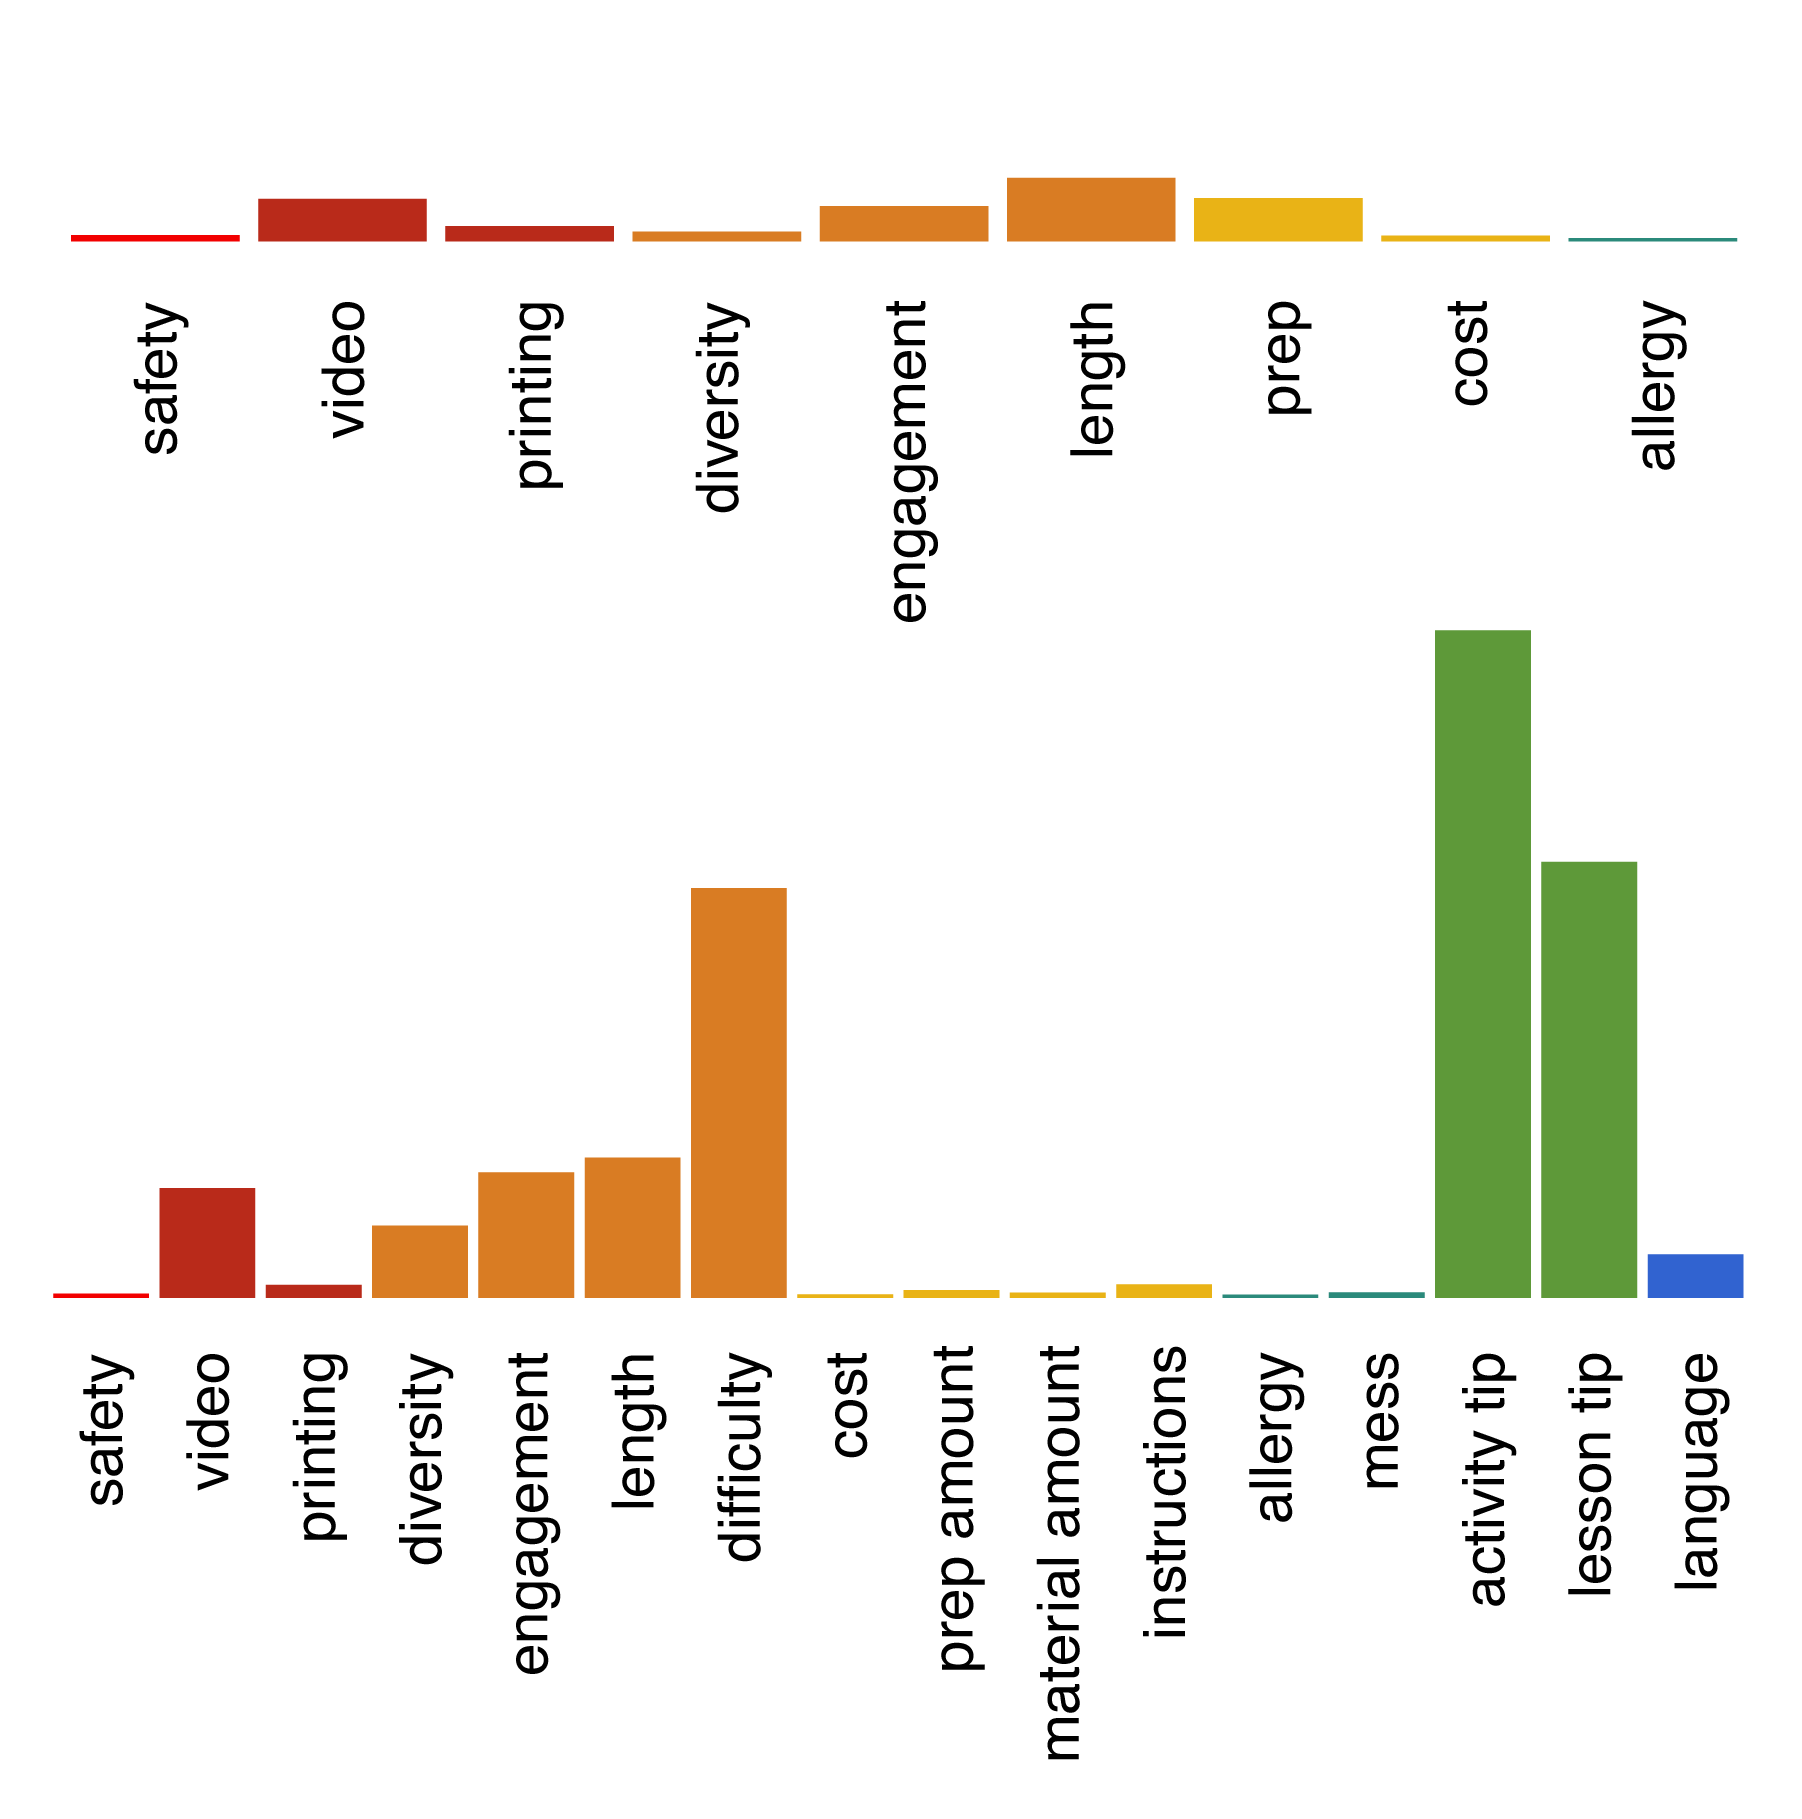 safety
video
printing
diversity
engagement
length
prep
cost
allergy
safety
video
printing
diversity
engagement
length
difficulty
cost
prep amount
material amount
instructions
allergy
mess
activity tip
lesson tip
language